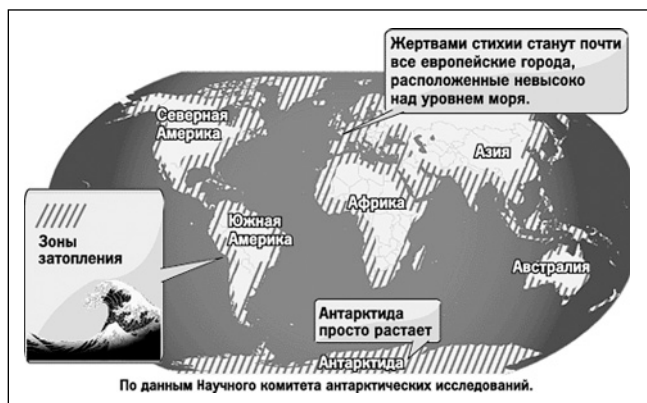 Жертвами стихии станут почти
все европейские города,
расположенные невысоко
над уровнем моря.
Северная
Америка
Азия
Африка
Южная
Америка
Зоны
затопления
Австралия
Антарктида
просто растает
Антарктида
По данным Научного комитета антарктических исследований.